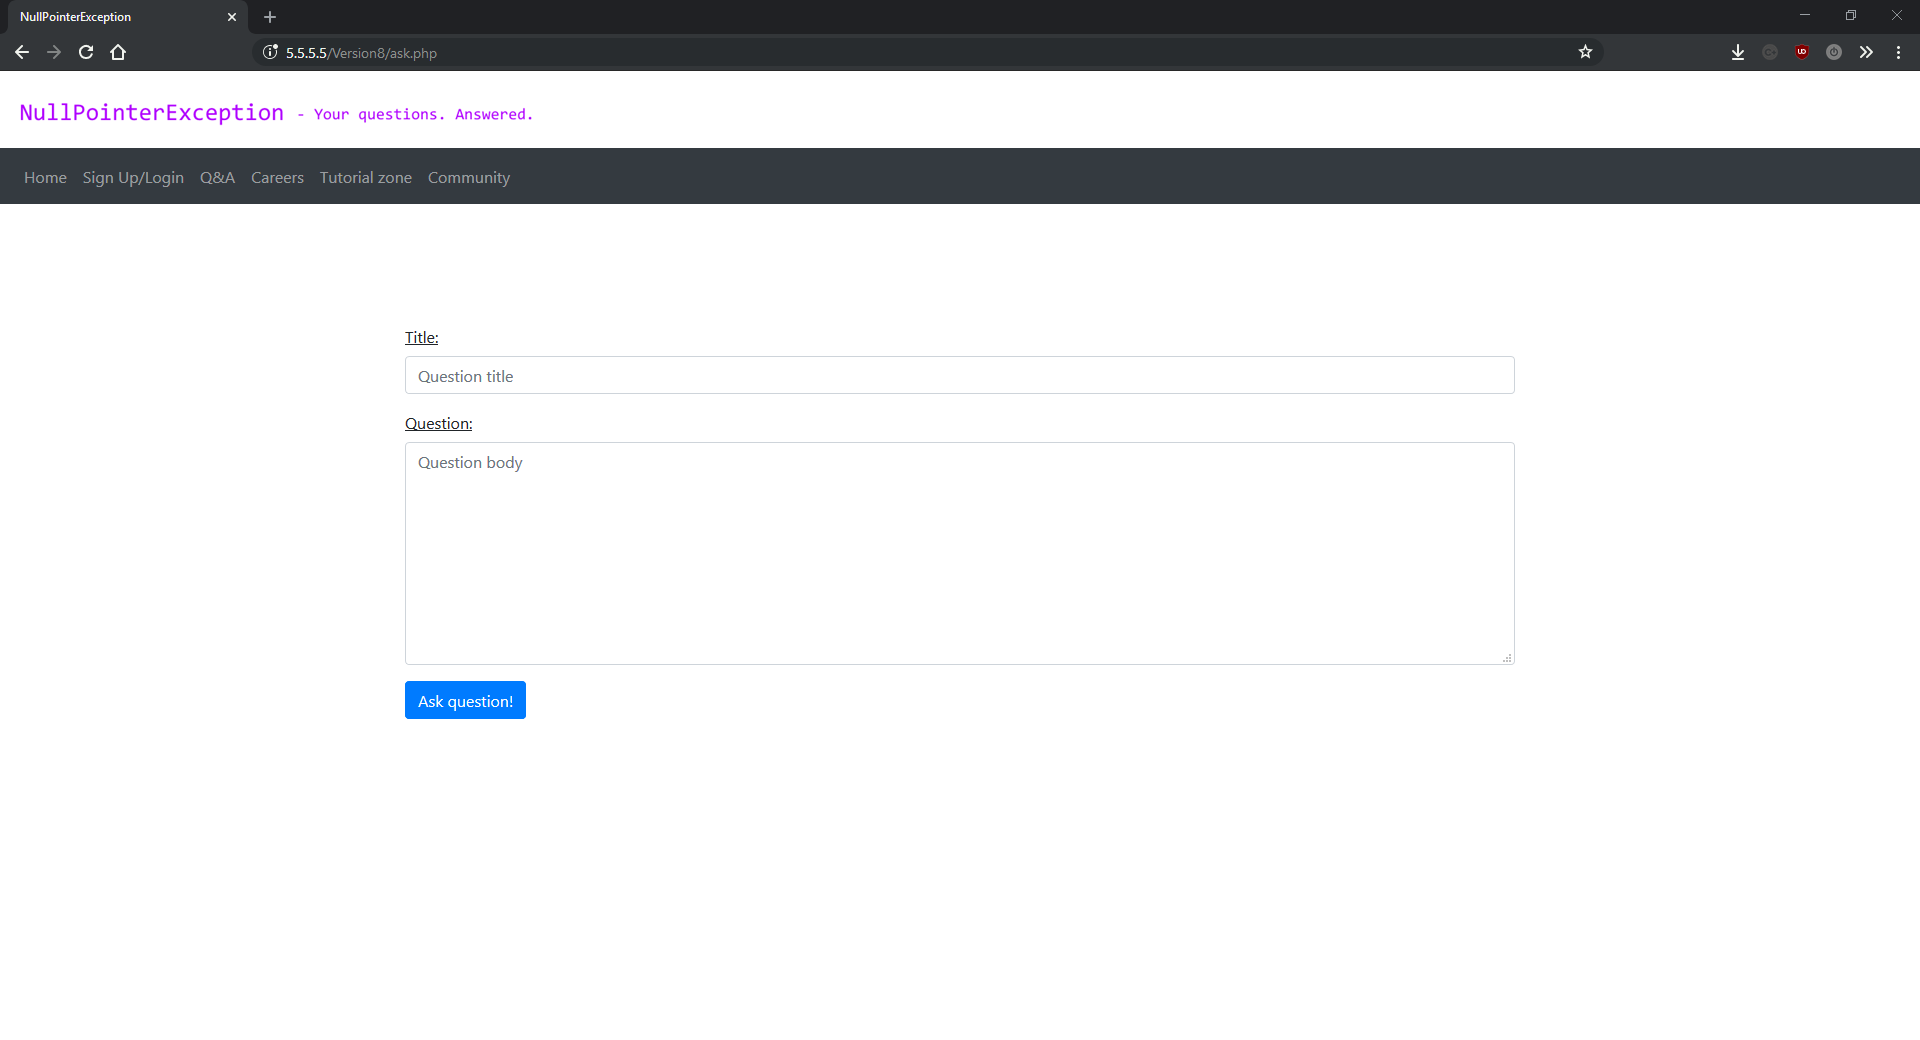 NullPointerException
5.5.5.5/Version8/ask.php
NullPointerException - Your questions. Answered.
Home Sign Up/Login Q&A Careers Tutorial zone Community
Title:
Question title
Question:
Question body
Ask question!